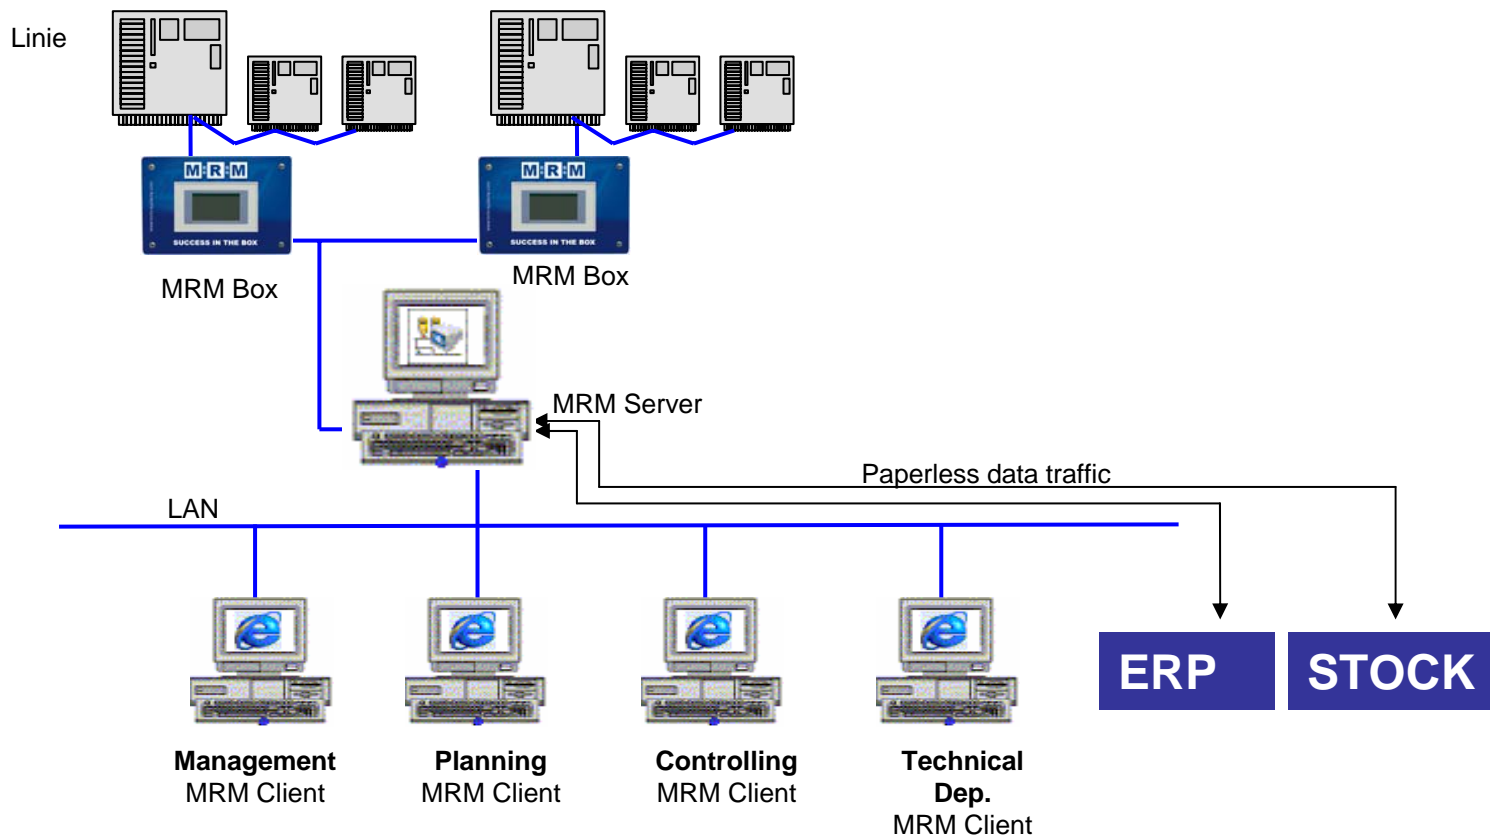 Linie
M:R:M
SUCCESS IN THE BOX
M:R:M
SUCCESS IN THE BOX
MRM Box
MRM Box
MRM Server
Paperless data traffic
LAN
ERP
STOCK
Management
MRM Client
Planning
MRM Client
Controlling
MRM Client
Technical
Dep.
MRM Client